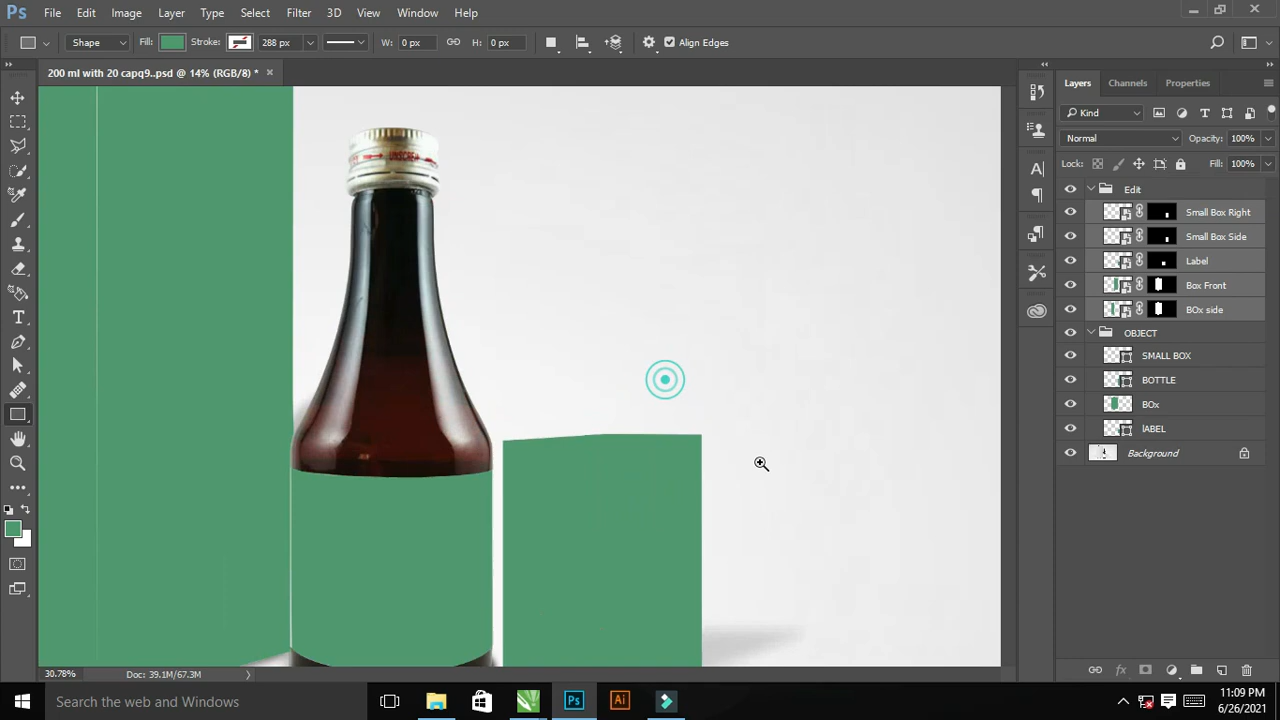 Ps File Edit Image Layer Type Select Filter 3D View Window Help
Shape Fill: Stroke: 288 px W: 0 px H: 0 px Align Edges
200 ml with 20 capq9..psd @ 14% (RGB/8) * ×
Layers Channels Properties
Kind
Normal Opacity: 100%
Lock: Fill: 100%
Edit
Small Box Right
Small Box Side
Label
Box Front
BOx side
OBJECT
SMALL BOX
BOTTLE
BOx
lABEL
Background
30.78% Doc: 39.1M/67.3M
Search the web and Windows
Ps
Ai
11:09 PM
6/26/2021